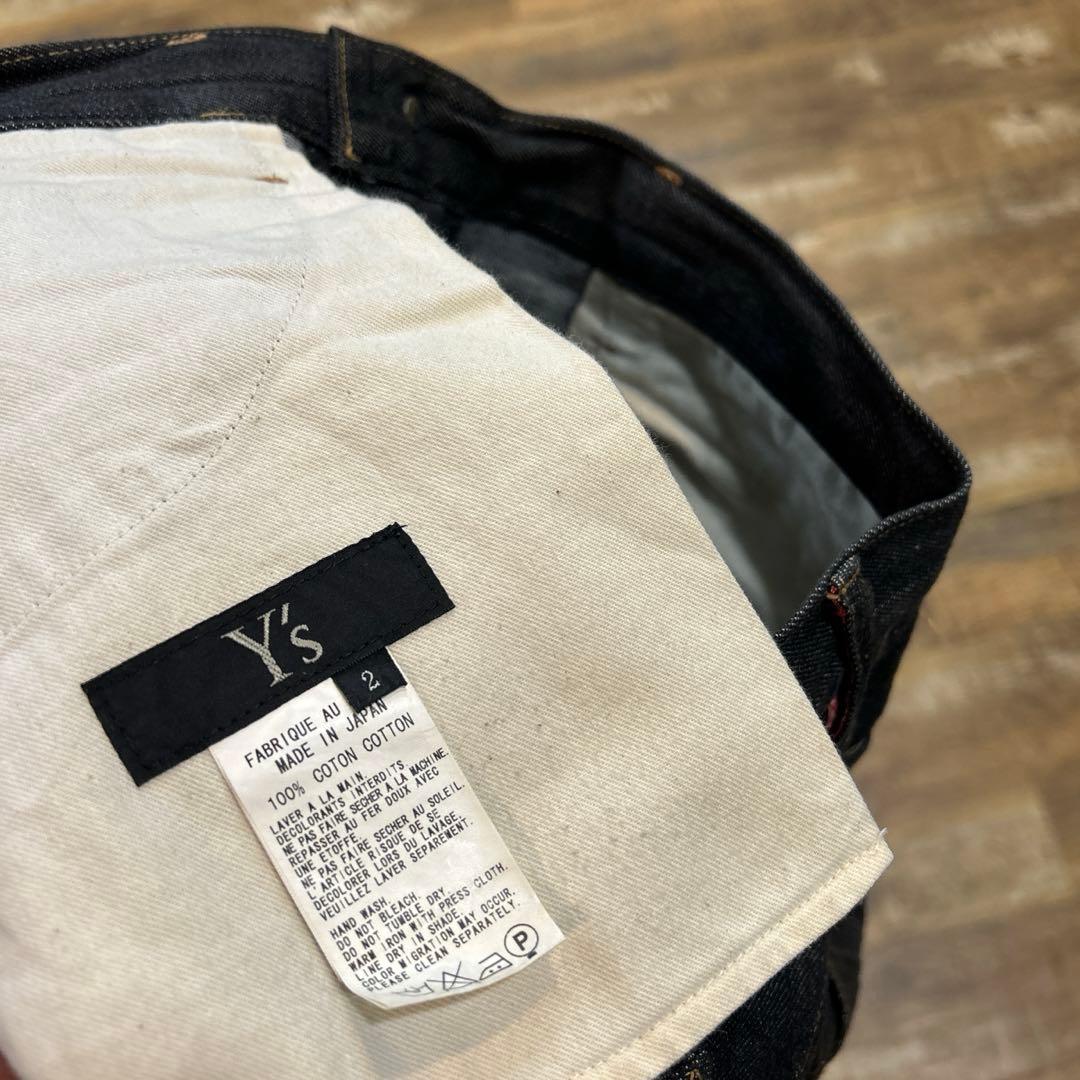 Y's
2
FABRIQUE AU
MADE IN JAPAN
100% COTON COTTON
LAVER A LA MAIN.
DECOLORANTS INTERDITS
NE PAS FAIRE SECHER A LA MACHINE.
REPASSER AU FER DOUX AVEC
UNE ETOFFE.
NE PAS FAIRE SECHER AU SOLEIL.
L'ARTICLE RISQUE DE SE
DECOLORER LORS DU LAVAGE.
VEUILLEZ LAVER SEPAREMENT.
HAND WASH.
DO NOT BLEACH.
DO NOT TUMBLE DRY.
WARM IRON WITH PRESS CLOTH.
LINE DRY IN SHADE.
COLOR MIGRATION MAY OCCUR.
PLEASE CLEAN SEPARATELY.
P